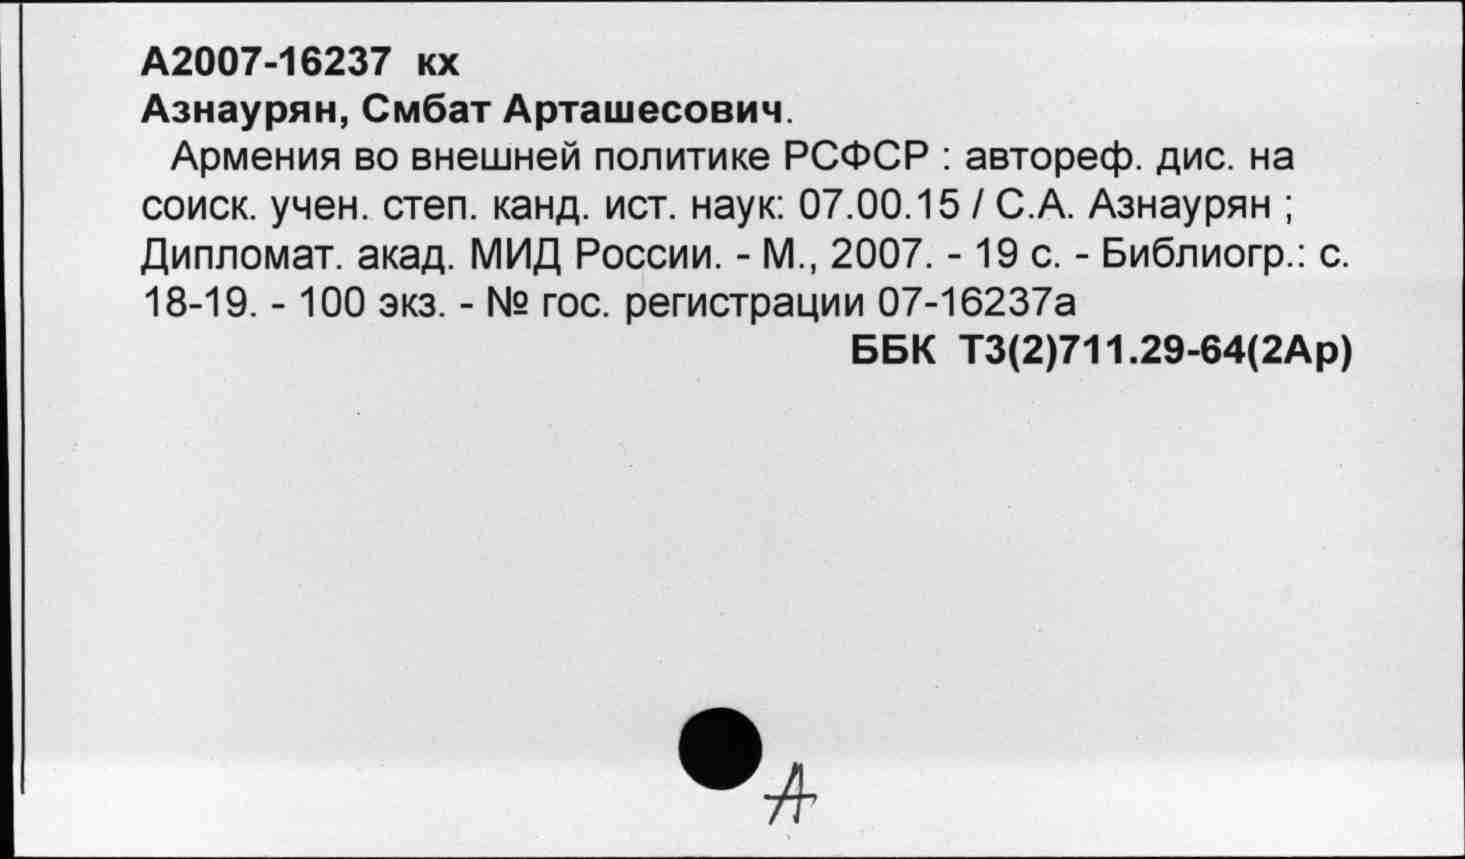 А2007-16237 кх
Азнаурян, Смбат Арташесович.
Армения во внешней политике РСФСР : автореф. дис. на
соиск. учен. степ. канд. ист. наук: 07.00.15 / С.А. Азнаурян ;
Дипломат. акад. МИД России. - М., 2007. - 19 с. - Библиогр.: с.
18-19. - 100 экз. - № гос. регистрации 07-16237а
ББК Т3(2)711.29-64(2Ар)
А